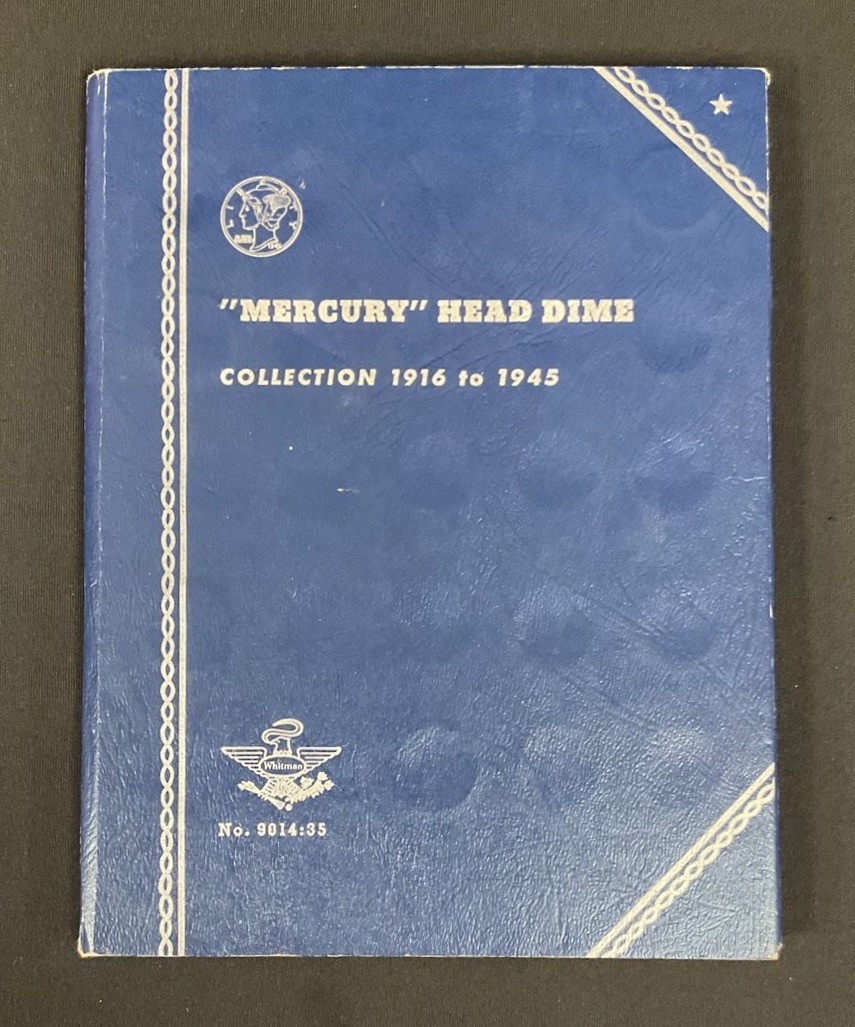 "MERCURY" HEAD DIME
COLLECTION 1916 to 1945
Whitman
No. 9014:35